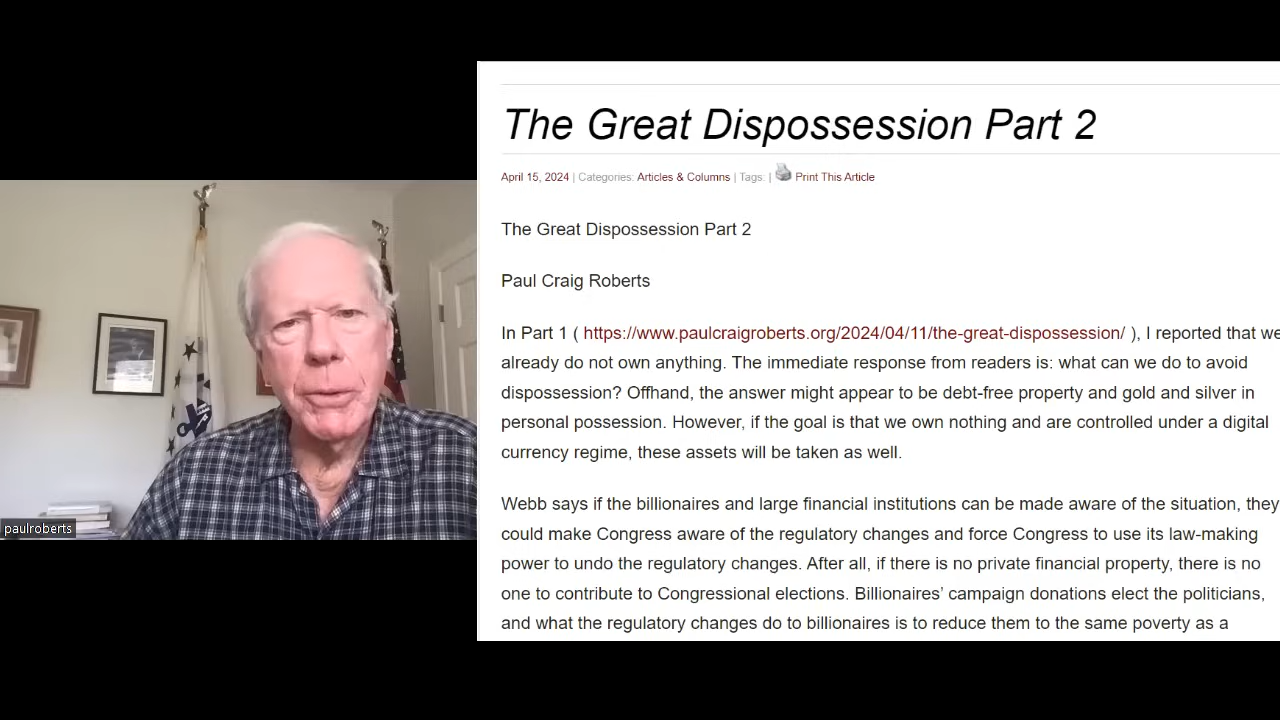 The Great Dispossession Part 2
April 15, 2024 | Categories: Articles & Columns | Tags: | Print This Article
The Great Dispossession Part 2
Paul Craig Roberts
In Part 1 ( https://www.paulcraigroberts.org/2024/04/11/the-great-dispossession/ ), I reported that we
already do not own anything. The immediate response from readers is: what can we do to avoid
dispossession? Offhand, the answer might appear to be debt-free property and gold and silver in
personal possession. However, if the goal is that we own nothing and are controlled under a digital
currency regime, these assets will be taken as well.
Webb says if the billionaires and large financial institutions can be made aware of the situation, they
could make Congress aware of the regulatory changes and force Congress to use its law-making
power to undo the regulatory changes. After all, if there is no private financial property, there is no
one to contribute to Congressional elections. Billionaires’ campaign donations elect the politicians,
and what the regulatory changes do to billionaires is to reduce them to the same poverty as a
paulroberts